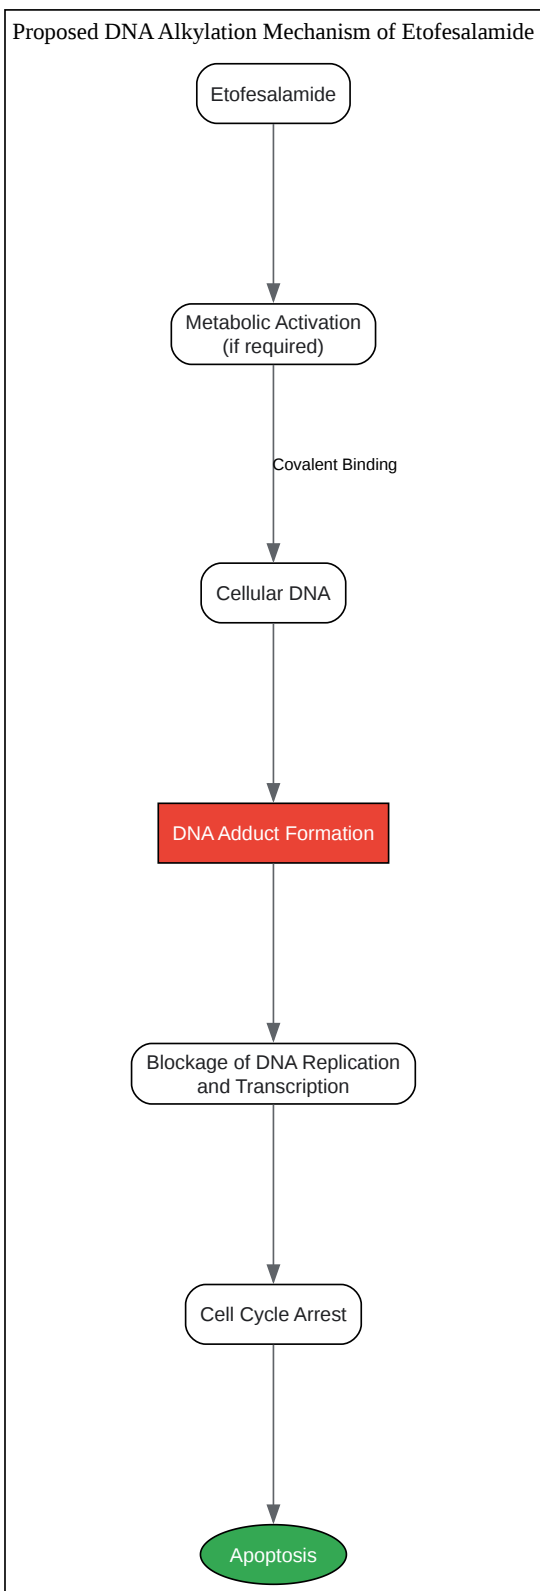 Proposed DNA Alkylation Mechanism of Etofesalamide
Etofesalamide
Metabolic Activation
(if required)
Covalent Binding
Cellular DNA
DNA Adduct Formation
Blockage of DNA Replication
and Transcription
Cell Cycle Arrest
Apoptosis